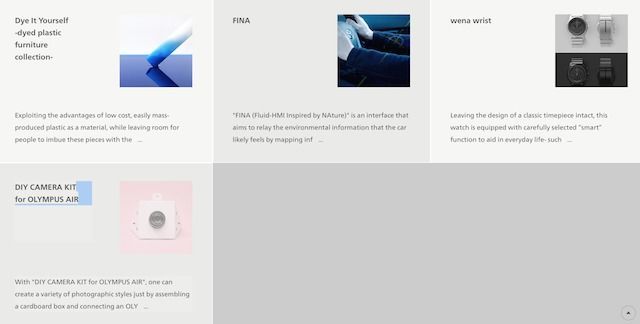 Dye It Yourself
-dyed plastic
furniture
collection-
Exploiting the advantages of low cost, easily mass-
produced plastic as a material, while leaving room for
people to imbue these pieces with the ...
FINA
"FINA (Fluid-HMI Inspired by NAture)" is an interface that
aims to relay the environmental information that the car
likely feels by mapping inf ...
wena wrist
Leaving the design of a classic timepiece intact, this
watch is equipped with carefully selected "smart"
function to aid in everyday life- such ...
DIY CAMERA KIT
for OLYMPUS AIR
With "DIY CAMERA KIT for OLYMPUS AIR", one can
create a variety of photographic styles just by assembling
a cardboard box and connecting an OLY ...